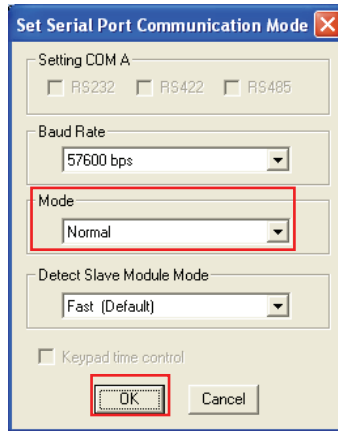 Set Serial Port Communication Mode
Setting COM A
RS232 RS422 RS485
Baud Rate
57600 bps
Mode
Normal
Detect Slave Module Mode
Fast (Default)
Keypad time control
OK Cancel